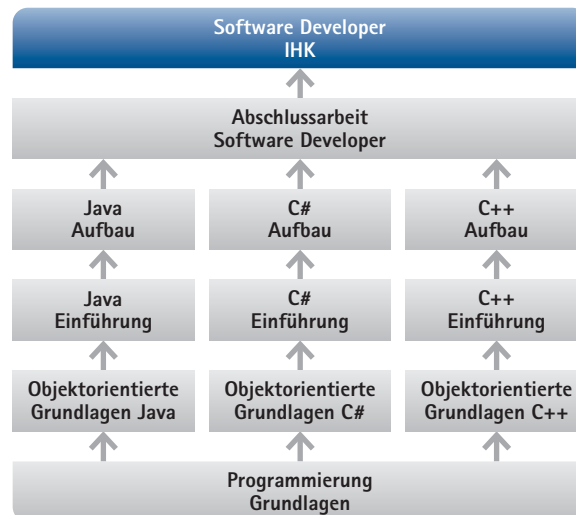 Software Developer
IHK
Abschlussarbeit
Software Developer
Java
Aufbau
C#
Aufbau
C++
Aufbau
Java
Einführung
C#
Einführung
C++
Einführung
Objektorientierte
Grundlagen Java
Objektorientierte
Grundlagen C#
Objektorientierte
Grundlagen C++
Programmierung
Grundlagen